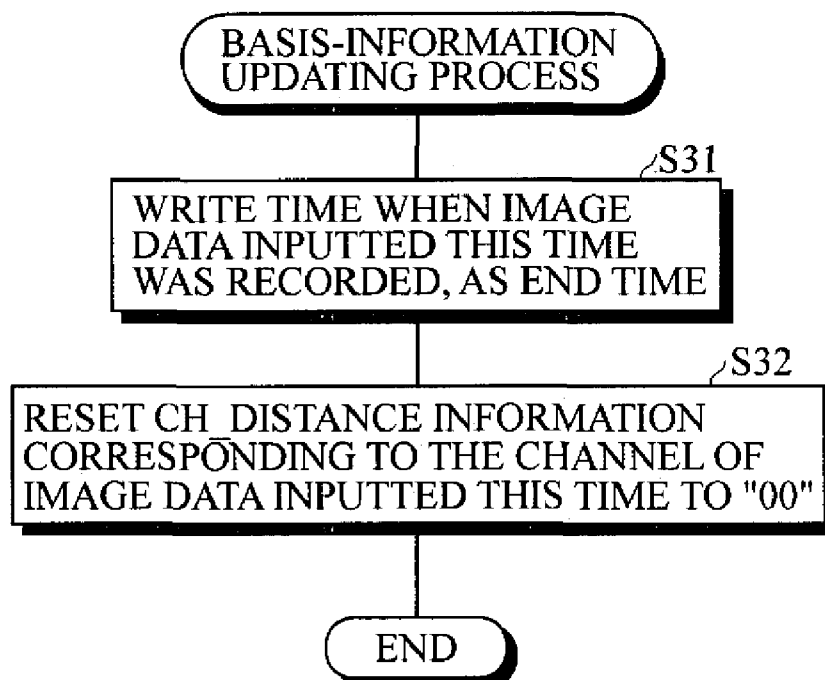 BASIS-INFORMATION
UPDATING PROCESS
S31
WRITE TIME WHEN IMAGE
DATA INPUTTED THIS TIME
WAS RECORDED, AS END TIME
S32
RESET CH_DISTANCE INFORMATION
CORRESPONDING TO THE CHANNEL OF
IMAGE DATA INPUTTED THIS TIME TO "00"
END